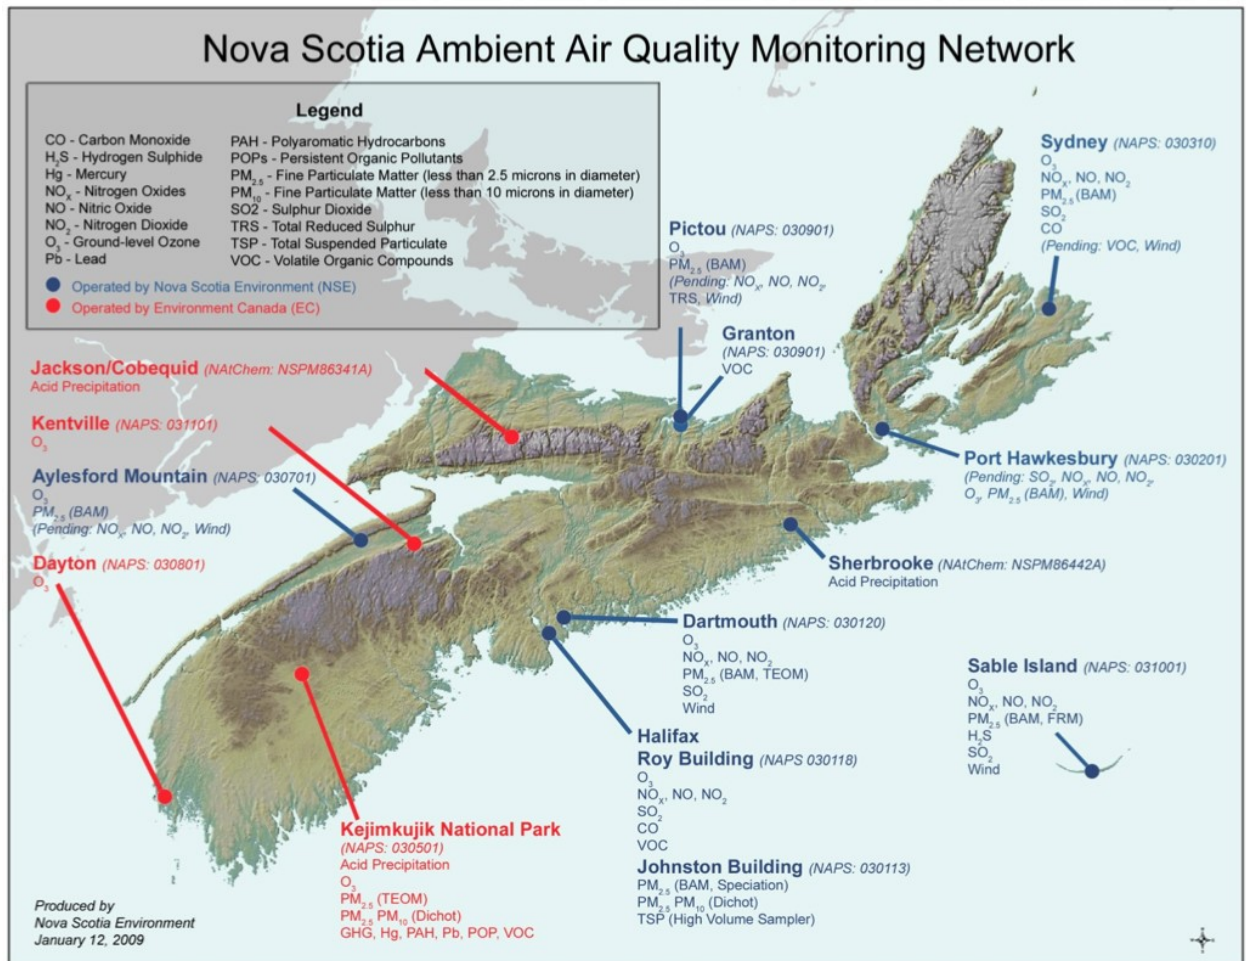 Nova Scotia Ambient Air Quality Monitoring Network
Legend
CO - Carbon Monoxide
H₂S - Hydrogen Sulphide
Hg - Mercury
NOₓ - Nitrogen Oxides
NO - Nitric Oxide
NO₂ - Nitrogen Dioxide
O₃ - Ground-level Ozone
Pb - Lead
PAH - Polyaromatic Hydrocarbons
POPs - Persistent Organic Pollutants
PM₂.₅ - Fine Particulate Matter (less than 2.5 microns in diameter)
PM₁₀ - Fine Particulate Matter (less than 10 microns in diameter)
SO2 - Sulphur Dioxide
TRS - Total Reduced Sulphur
TSP - Total Suspended Particulate
VOC - Volatile Organic Compounds
Operated by Nova Scotia Environment (NSE)
Operated by Environment Canada (EC)
Sydney (NAPS: 030310)
O₃
NOₓ, NO, NO₂
PM₂.₅ (BAM)
SO₂
CO
(Pending: VOC, Wind)
Pictou (NAPS: 030901)
O₃
PM₂.₅ (BAM)
(Pending: NOₓ, NO, NO₂,
TRS, Wind)
Granton
(NAPS: 030901)
VOC
Jackson/Cobequid (NAtChem: NSPM86341A)
Acid Precipitation
Kentville (NAPS: 031101)
O₃
Aylesford Mountain (NAPS: 030701)
O₃
PM₂.₅ (BAM)
(Pending: NOₓ, NO, NO₂, Wind)
Dayton (NAPS: 030801)
O₃
Port Hawkesbury (NAPS: 030201)
(Pending: SO₂, NOₓ, NO, NO₂,
O₃, PM₂.₅ (BAM), Wind)
Sherbrooke (NAtChem: NSPM86442A)
Acid Precipitation
Dartmouth (NAPS: 030120)
O₃
NOₓ, NO, NO₂
PM₂.₅ (BAM, TEOM)
SO₂
Wind
Sable Island (NAPS: 031001)
O₃
NOₓ, NO, NO₂
PM₂.₅ (BAM, FRM)
H₂S
SO₂
Wind
Halifax
Roy Building (NAPS 030118)
O₃
NOₓ, NO, NO₂
SO₂
CO
VOC
Johnston Building (NAPS: 030113)
PM₂.₅ (BAM, Speciation)
PM₂.₅ PM₁₀ (Dichot)
TSP (High Volume Sampler)
Kejimkujik National Park
(NAPS: 030501)
Acid Precipitation
O₃
PM₂.₅ (TEOM)
PM₂.₅ PM₁₀ (Dichot)
GHG, Hg, PAH, Pb, POP, VOC
Produced by
Nova Scotia Environment
January 12, 2009